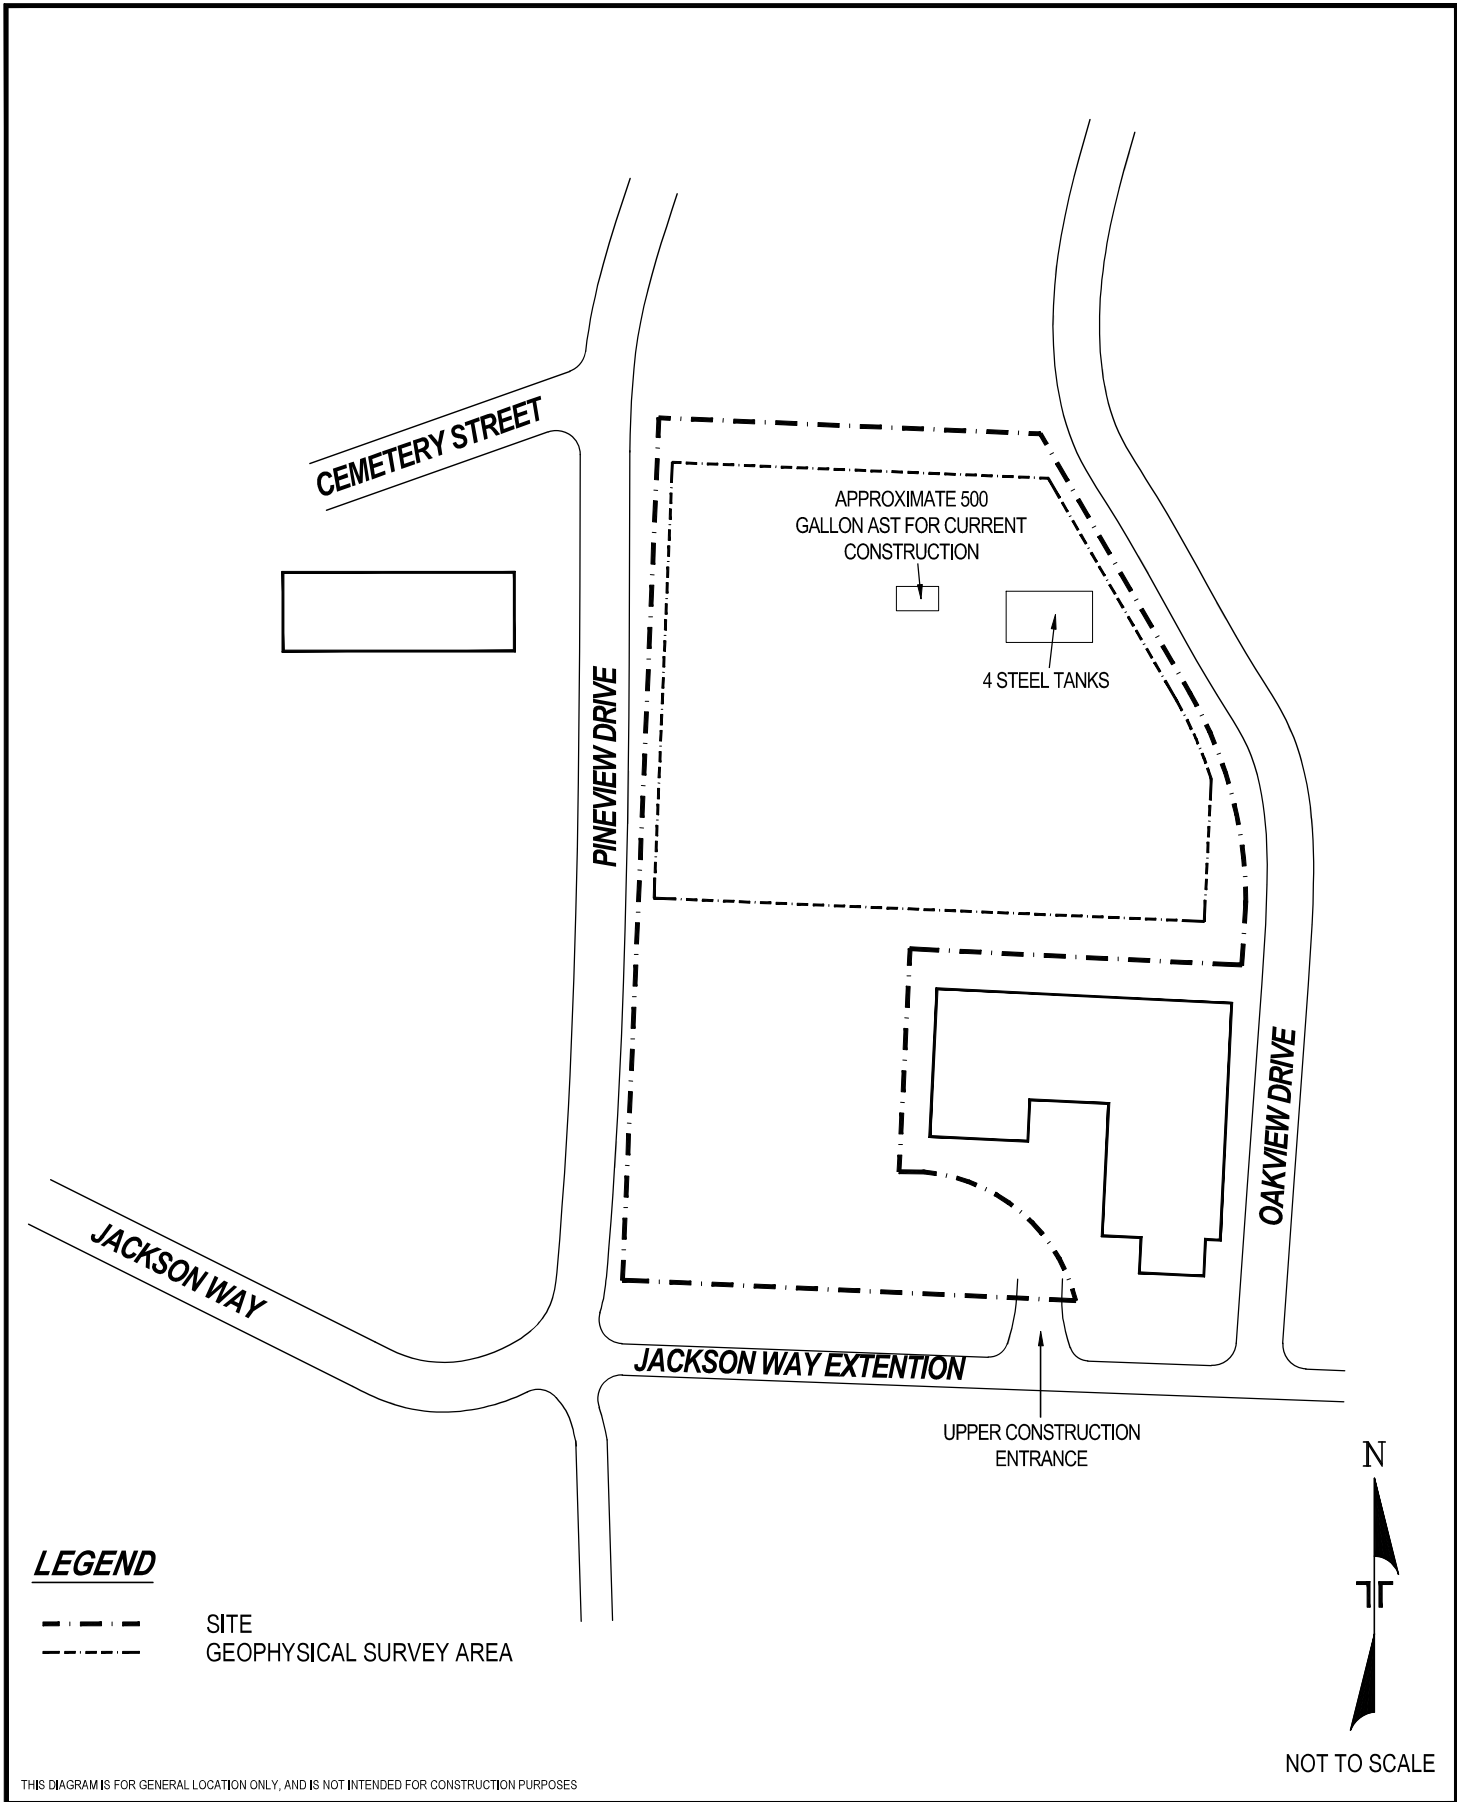 CEMETERY STREET
APPROXIMATE 500
GALLON AST FOR CURRENT
CONSTRUCTION
4 STEEL TANKS
PINEVIEW DRIVE
OAKVIEW DRIVE
JACKSON WAY
JACKSON WAY EXTENTION
UPPER CONSTRUCTION
ENTRANCE
N
LEGEND
SITE
GEOPHYSICAL SURVEY AREA
NOT TO SCALE
THIS DIAGRAM IS FOR GENERAL LOCATION ONLY, AND IS NOT INTENDED FOR CONSTRUCTION PURPOSES